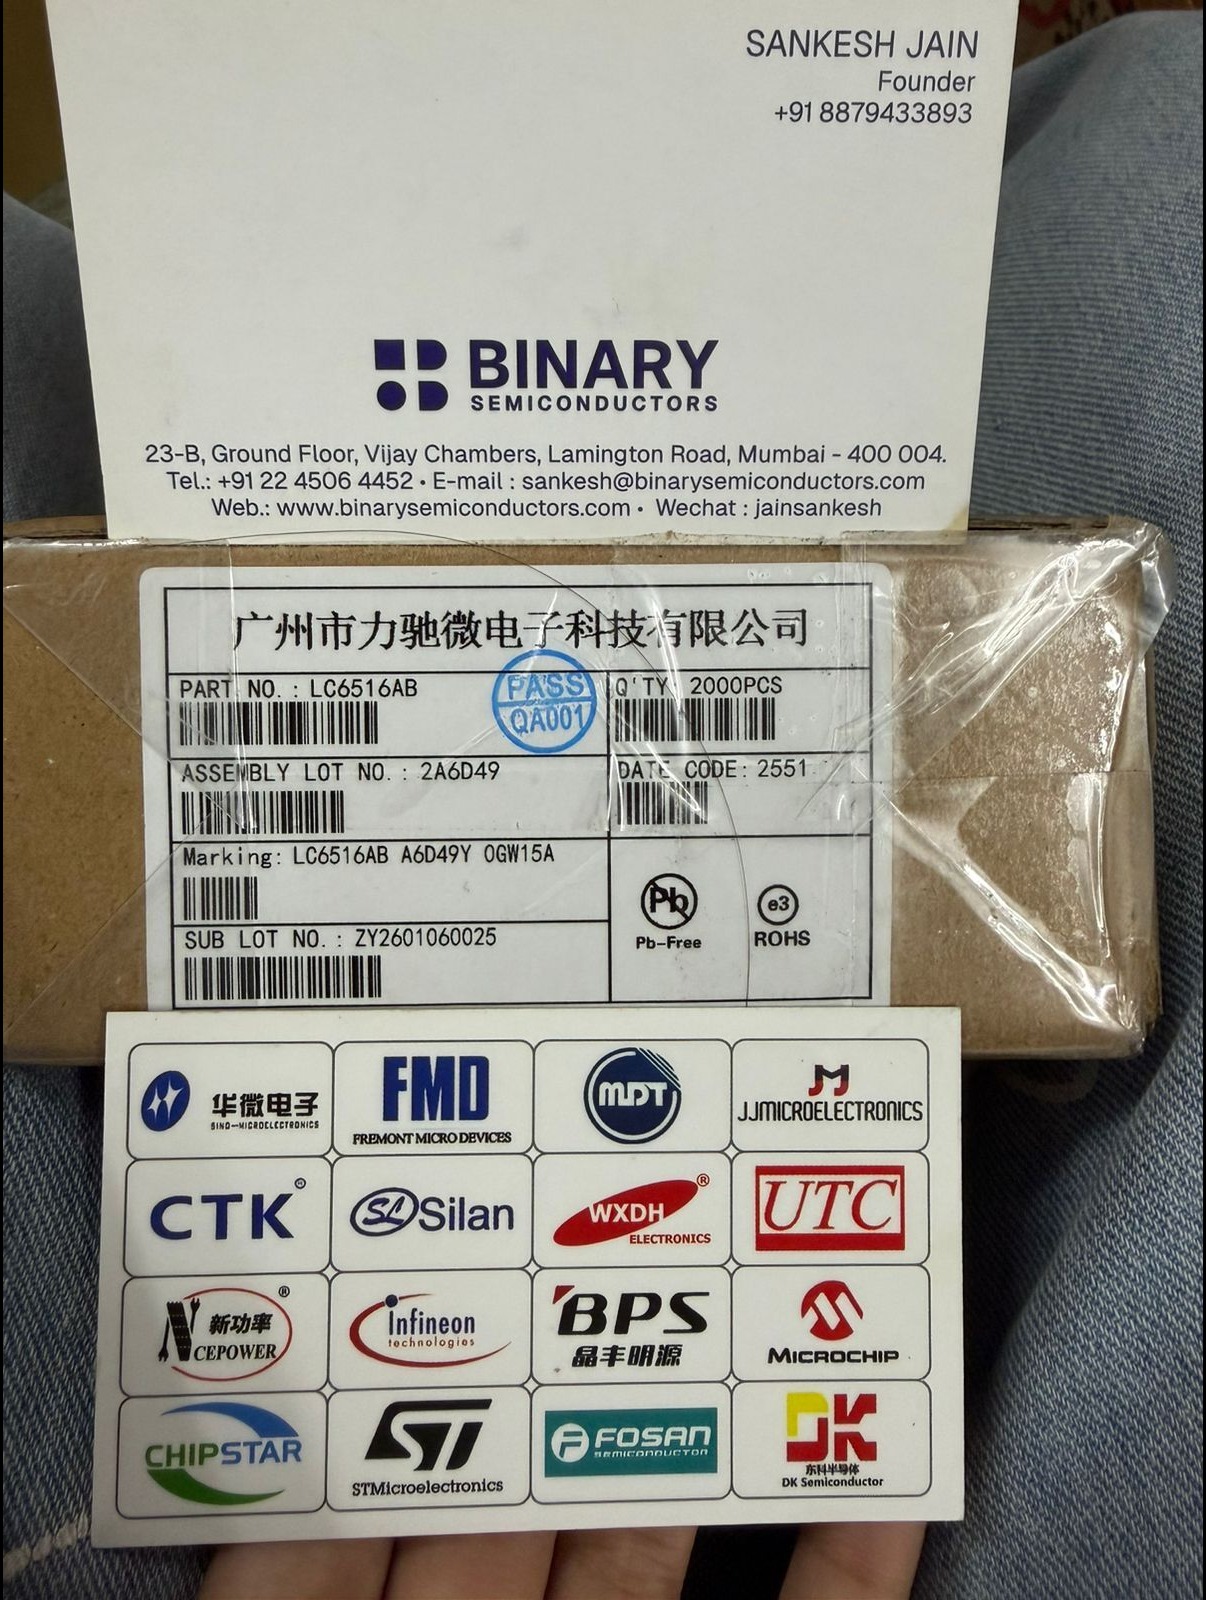 SANKESH JAIN
Founder
+91 8879433893
BINARY
SEMICONDUCTORS
23-B, Ground Floor, Vijay Chambers, Lamington Road, Mumbai - 400 004.
Tel.: +91 22 4506 4452 • E-mail : sankesh@binarysemiconductors.com
Web.: www.binarysemiconductors.com • Wechat : jainsankesh
广州市力驰微电子科技有限公司
PART NO. : LC6516AB
PASS
QA001
Q'TY 2000PCS
ASSEMBLY LOT NO. : 2A6D49
DATE CODE: 2551
Marking: LC6516AB A6D49Y 0GW15A
Pb
Pb-Free
e3
ROHS
SUB LOT NO. : ZY2601060025
华微电子
SINO-MICROELECTRONICS
FMD
FREMONT MICRO DEVICES
MDT
JJMICROELECTRONICS
CTK®
SL Silan
WXDH®
ELECTRONICS
UTC
新功率®
NCEPOWER
Infineon
technologies
BPS
晶丰明源
MICROCHIP
CHIPSTAR
ST
STMicroelectronics
F FOSAN
SEMICONDUCTOR
DK
东科半导体
DK Semiconductor